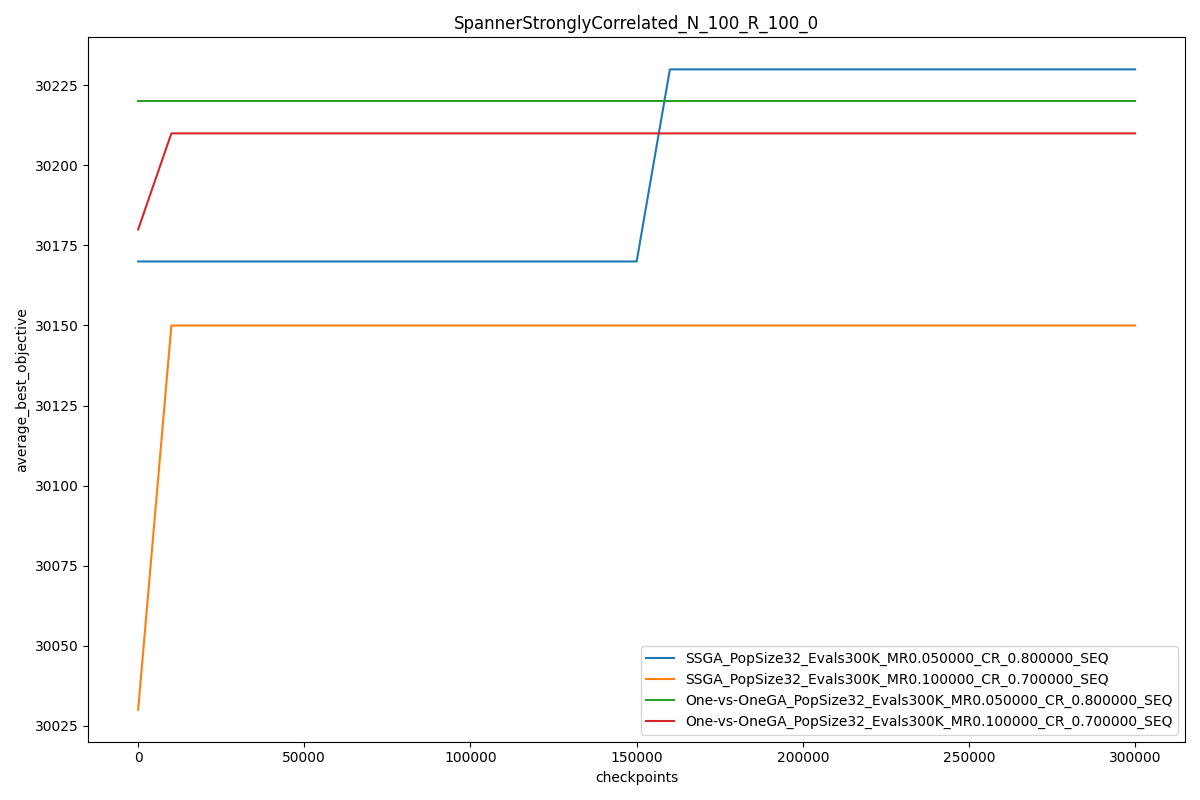 SpannerStronglyCorrelated_N_100_R_100_0
average_best_objective
30225
30200
30175
30150
30125
30100
30075
30050
30025
SSGA_PopSize32_Evals300K_MR0.050000_CR_0.800000_SEQ
SSGA_PopSize32_Evals300K_MR0.100000_CR_0.700000_SEQ
One-vs-OneGA_PopSize32_Evals300K_MR0.050000_CR_0.800000_SEQ
One-vs-OneGA_PopSize32_Evals300K_MR0.100000_CR_0.700000_SEQ
0 50000 100000 150000 200000 250000 300000
checkpoints